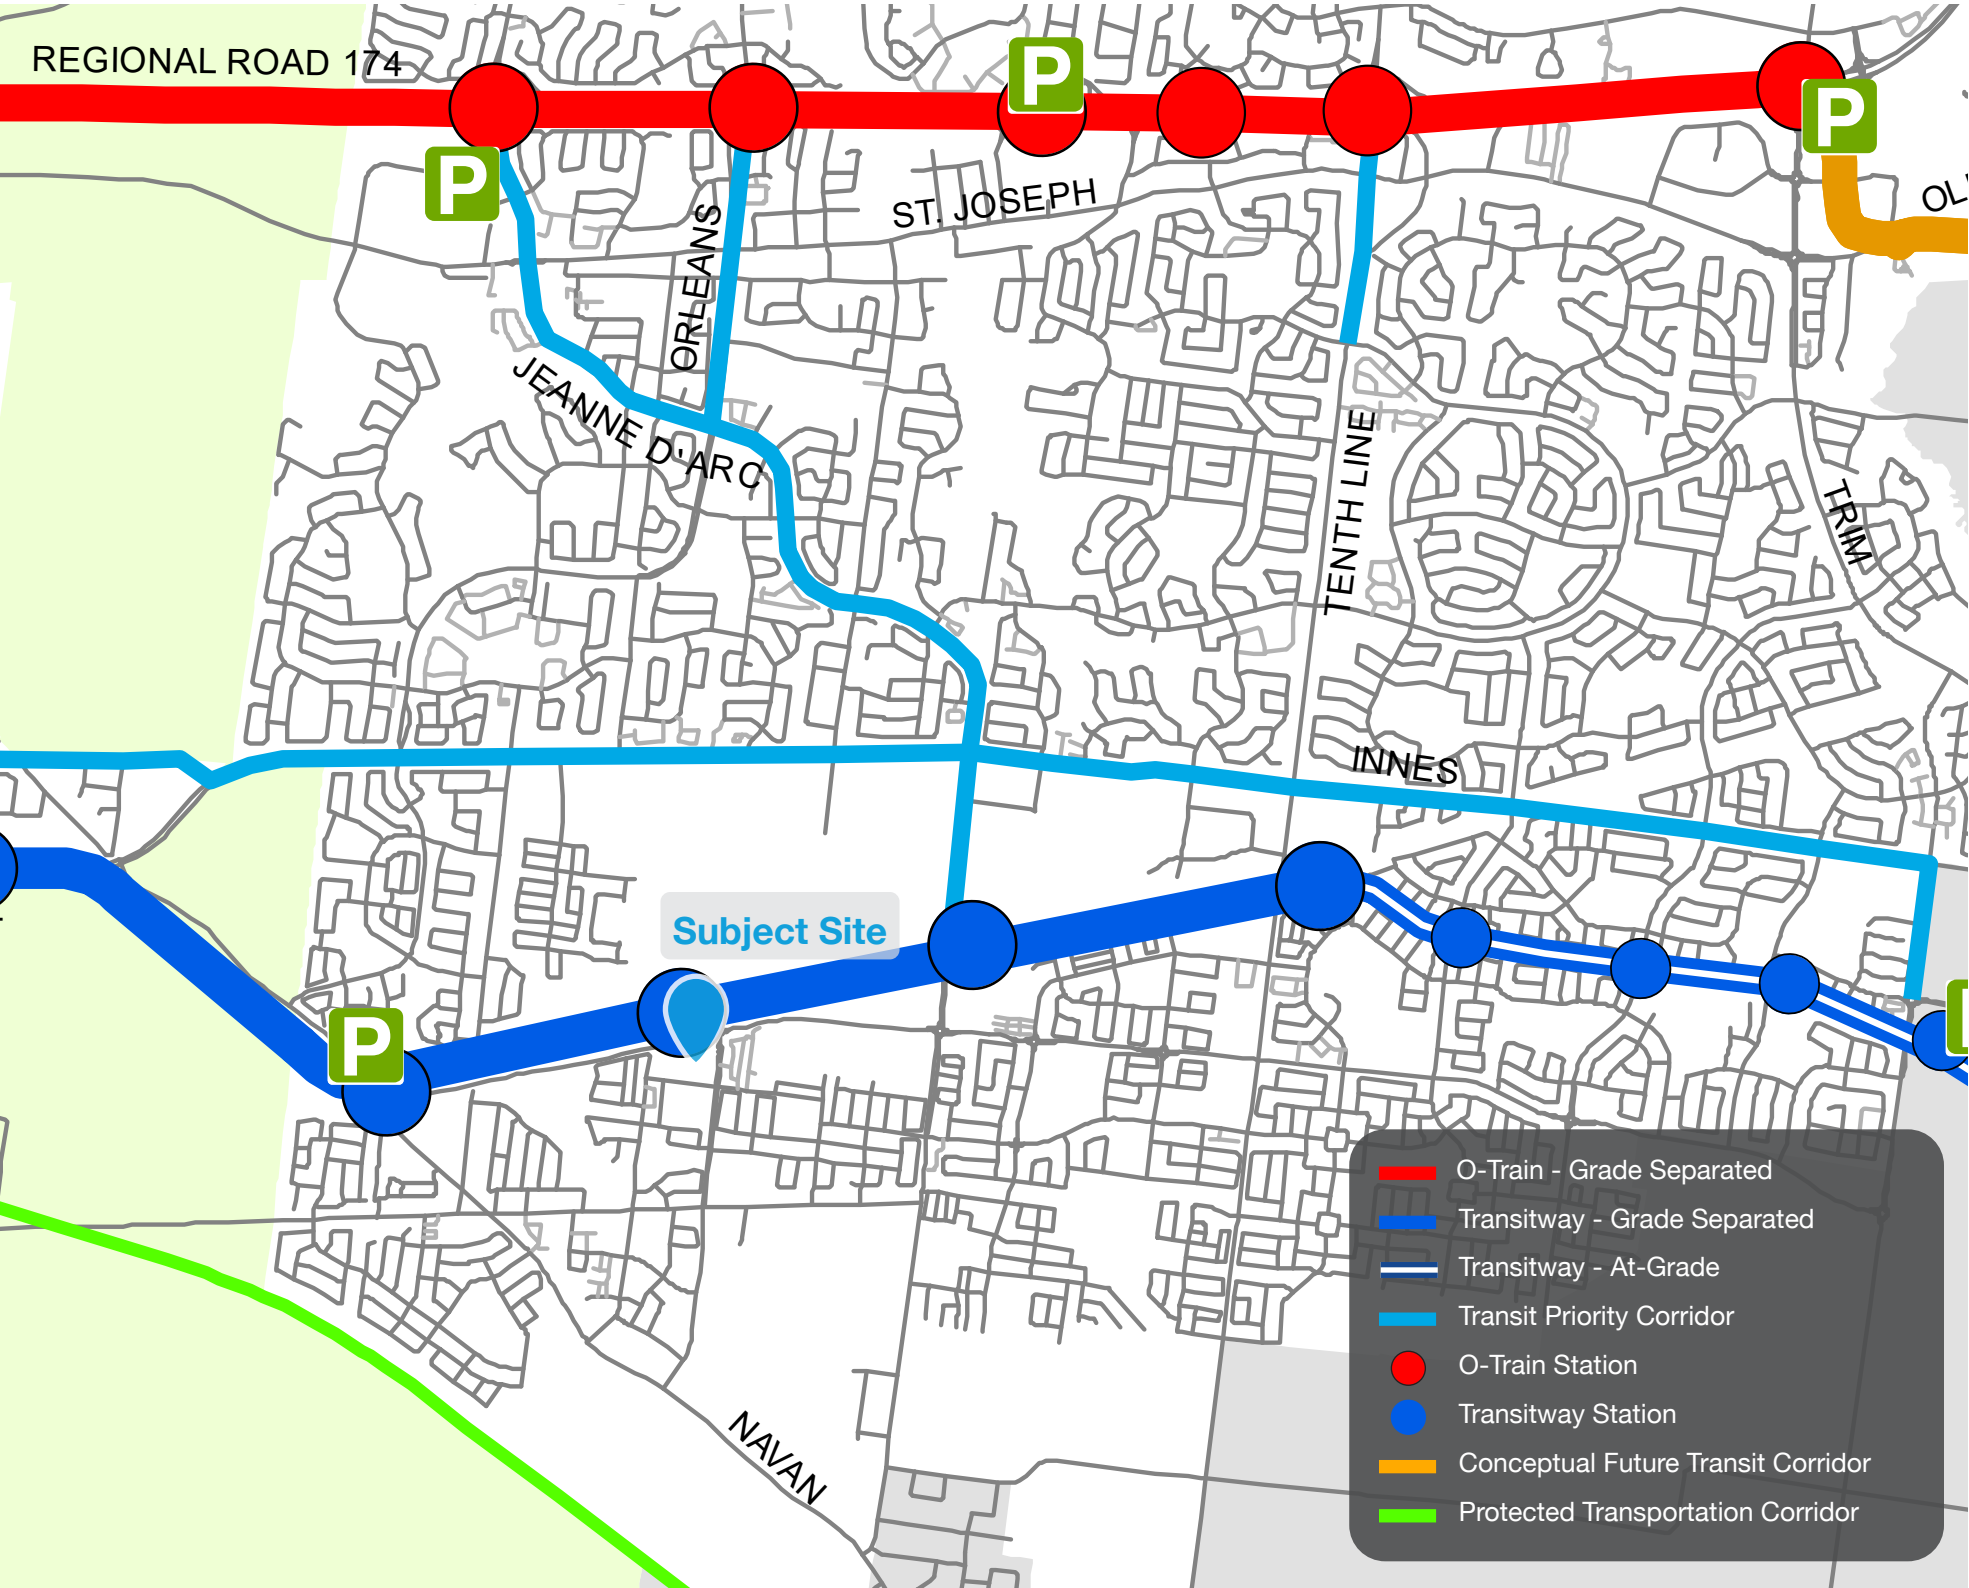 REGIONAL ROAD 174
P
P
P
P
ST. JOSEPH
ORLEANS
JEANNE D'ARC
TENTH LINE
TRIM
INNES
Subject Site
P
NAVAN
O-Train - Grade Separated
Transitway - Grade Separated
Transitway - At-Grade
Transit Priority Corridor
O-Train Station
Transitway Station
Conceptual Future Transit Corridor
Protected Transportation Corridor